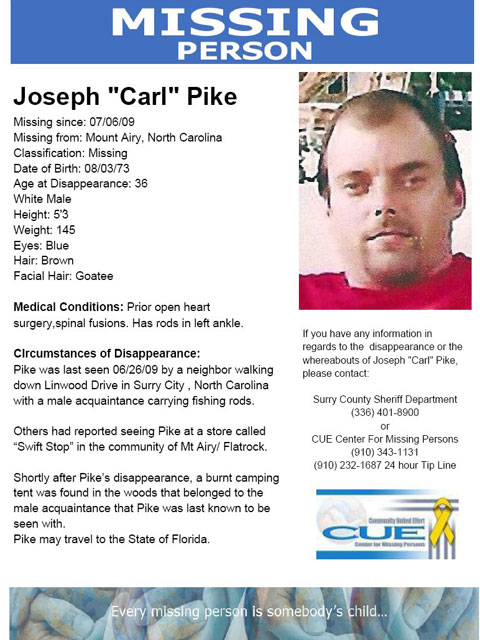 MISSING
PERSON
Joseph "Carl" Pike
Missing since: 07/06/09
Missing from: Mount Airy, North Carolina
Classification: Missing
Date of Birth: 08/03/73
Age at Disappearance: 36
White Male
Height: 5'3
Weight: 145
Eyes: Blue
Hair: Brown
Facial Hair: Goatee
Medical Conditions: Prior open heart
surgery,spinal fusions. Has rods in left ankle.
CIrcumstances of Disappearance:
Pike was last seen 06/26/09 by a neighbor walking
down Linwood Drive in Surry City , North Carolina
with a male acquaintance carrying fishing rods.
Others had reported seeing Pike at a store called
“Swift Stop” in the community of Mt Airy/ Flatrock.
Shortly after Pike’s disappearance, a burnt camping
tent was found in the woods that belonged to the
male acquaintance that Pike was last known to be
seen with.
Pike may travel to the State of Florida.
If you have any information in
regards to the disappearance or the
whereabouts of Joseph "Carl" Pike,
please contact:
Surry County Sheriff Department
(336) 401-8900
or
CUE Center For Missing Persons
(910) 343-1131
(910) 232-1687 24 hour Tip Line
Community United Effort
CUE
Center for Missing Persons
Every missing person is somebody’s child...